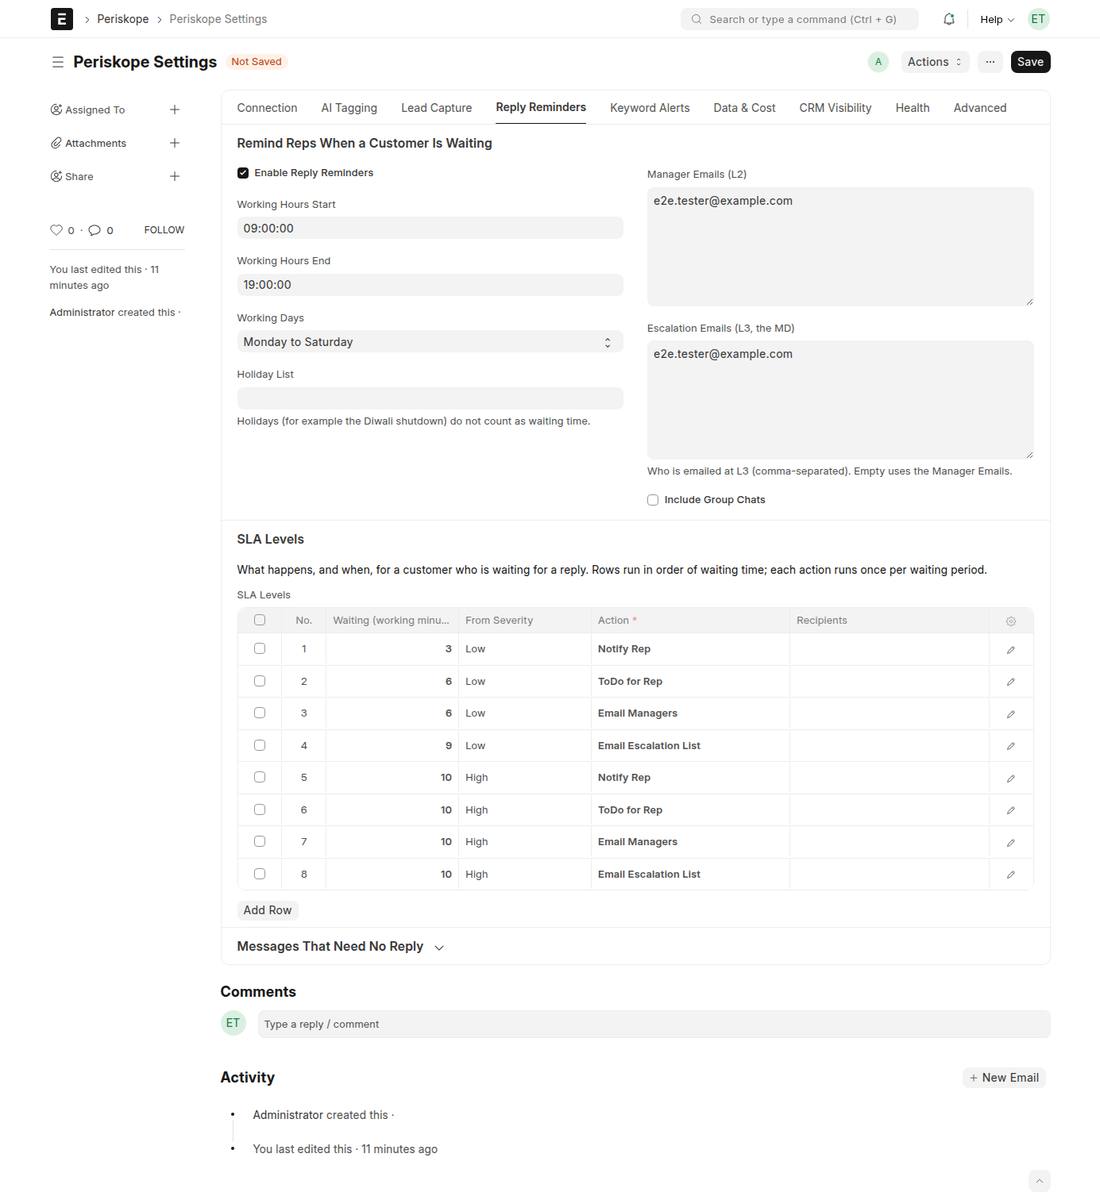 Periskope
Periskope Settings
Search or type a command (Ctrl + G)
Help
ET
Periskope Settings
Not Saved
A
Actions
Save
Assigned To
Attachments
Share
0 · 0
FOLLOW
You last edited this · 11
minutes ago
Administrator created this ·
Connection
AI Tagging
Lead Capture
Reply Reminders
Keyword Alerts
Data & Cost
CRM Visibility
Health
Advanced
Remind Reps When a Customer Is Waiting
Enable Reply Reminders
Working Hours Start
09:00:00
Working Hours End
19:00:00
Working Days
Monday to Saturday
Holiday List
Holidays (for example the Diwali shutdown) do not count as waiting time.
Manager Emails (L2)
e2e.tester@example.com
Escalation Emails (L3, the MD)
e2e.tester@example.com
Who is emailed at L3 (comma-separated). Empty uses the Manager Emails.
Include Group Chats
SLA Levels
What happens, and when, for a customer who is waiting for a reply. Rows run in order of waiting time; each action runs once per waiting period.
SLA Levels
No. Waiting (working minu... From Severity Action * Recipients
1 3 Low Notify Rep
2 6 Low ToDo for Rep
3 6 Low Email Managers
4 9 Low Email Escalation List
5 10 High Notify Rep
6 10 High ToDo for Rep
7 10 High Email Managers
8 10 High Email Escalation List
Add Row
Messages That Need No Reply
Comments
ET
Type a reply / comment
Activity
+ New Email
Administrator created this ·
You last edited this · 11 minutes ago